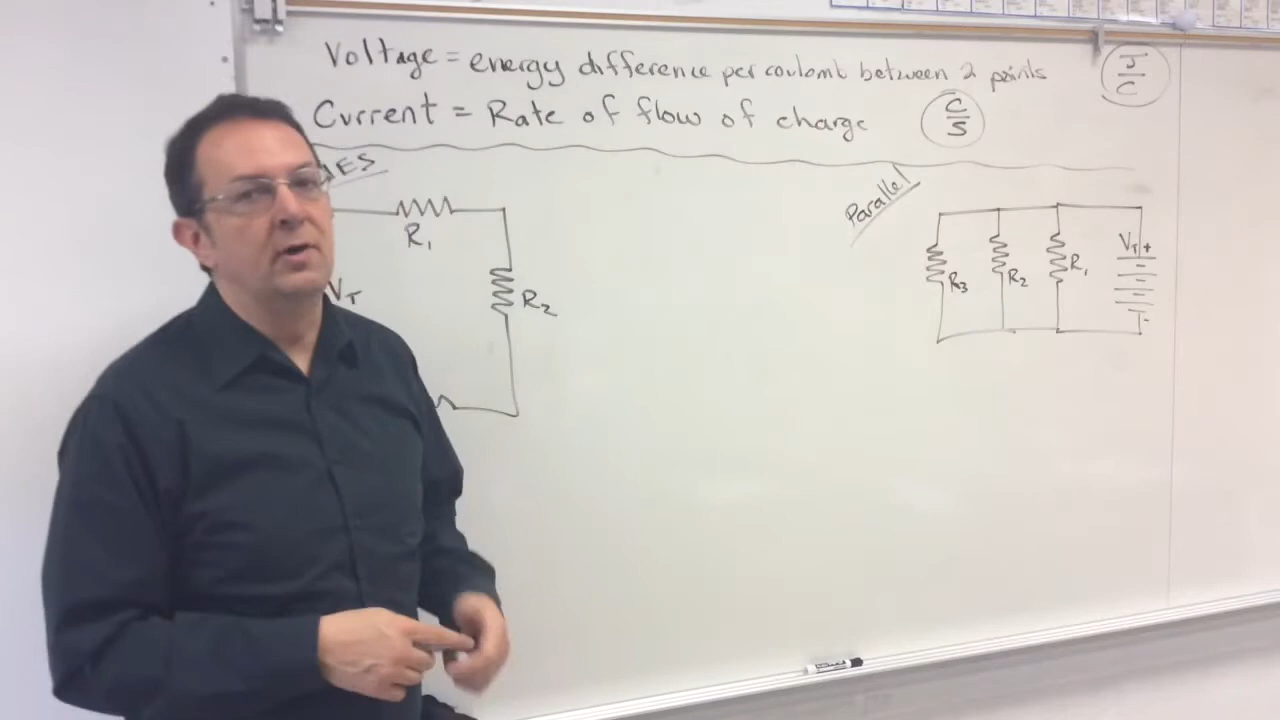 Voltage = energy difference per coulomb between 2 points J/C
Current = Rate of flow of charge C/S
Parallel
R1
R2
VT
R3
R2
R1
VT +
-